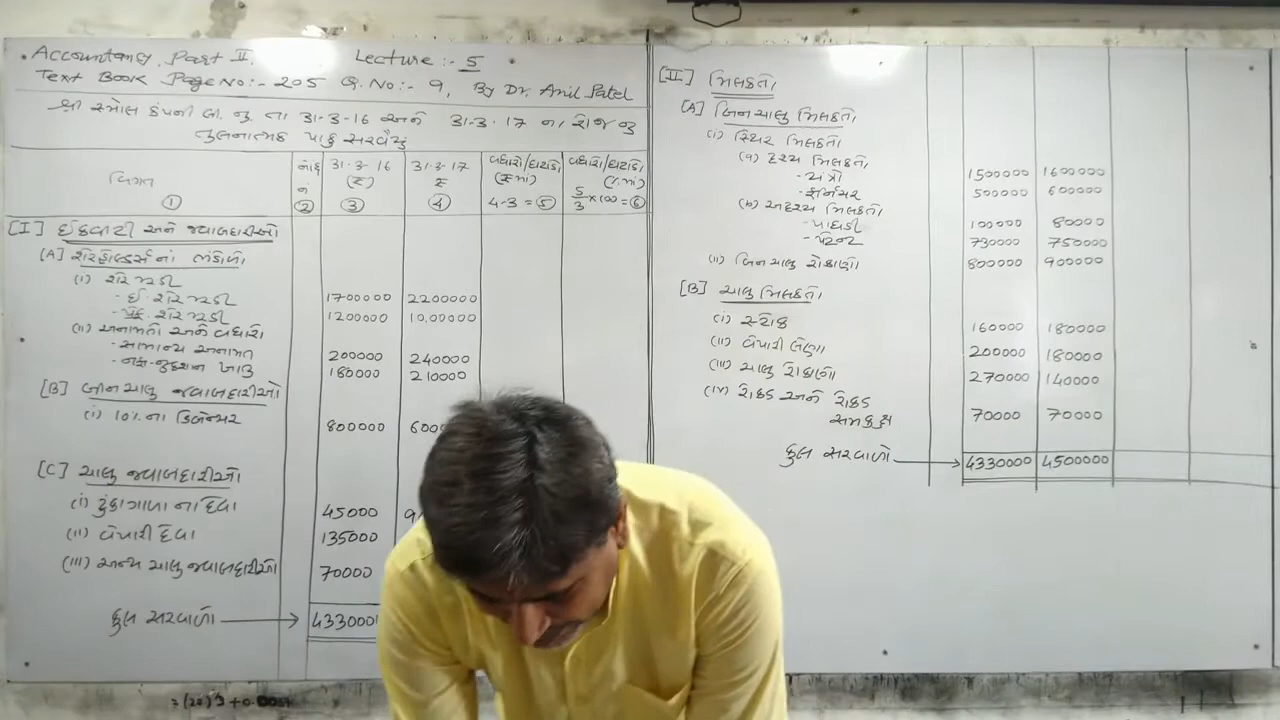 Accountancy Part II. Lecture :- 5
Text Book Page No:- 205 Q. No:- 9, By Dr. Anil Patel
શ્રી સ્મોલ કંપની લિ. નું તા 31-3-16 અને 31-3-17 ના રોજનું
તુલનાત્મક પાકું સરવૈયું
વિગત ①
નોંધ નં ②
31-3-16 (₹) ③
31-3-17 ₹ ④
વધારો/ઘટાડો (₹ માં) 4-3 = ⑤
વધારો/ઘટાડો (% માં) 5/3 × 100 = ⑥
[I] ઈક્વિટી અને જવાબદારીઓ
[A] શેરહોલ્ડર્સનાં ભંડોળો
(i) શેરમૂડી
- ઈ. શેરમૂડી 1700000 2200000
- પ્રેફ. શેરમૂડી 1200000 10,00000
(ii) અનામતો અને વધારો
- સામાન્ય અનામત 200000 240000
- નફા-નુકશાન ખાતું 180000 210000
[B] બીન ચાલુ જવાબદારીઓ
(i) 10% ના ડિબેન્ચર 800000 600
[C] ચાલુ જવાબદારીઓ
(i) ટુંકાગાળા ના દેવા 45000 9
(ii) વેપારી દેવા 135000
(iii) અન્ય ચાલુ જવાબદારીઓ 70000
કુલ સરવાળો → 4330000
[II] મિલકતો
[A] બિનચાલુ મિલકતો
(i) સ્થિર મિલકતો
(a) દૃશ્ય મિલકતો
- યંત્રો 1500000 1600000
- ફર્નિચર 500000 600000
(b) અદૃશ્ય મિલકતો
- પાઘડી 100000 80000
- પેટન્ટ 730000 750000
(ii) બિનચાલુ રોકાણો 800000 900000
[B] ચાલુ મિલકતો
(i) સ્ટોક 160000 180000
(ii) વેપારી લેણાં 200000 180000
(iii) ચાલુ રોકાણો 270000 140000
(iv) રોકડ અને રોકડ
સમકક્ષ 70000 70000
કુલ સરવાળો → 4330000 4500000